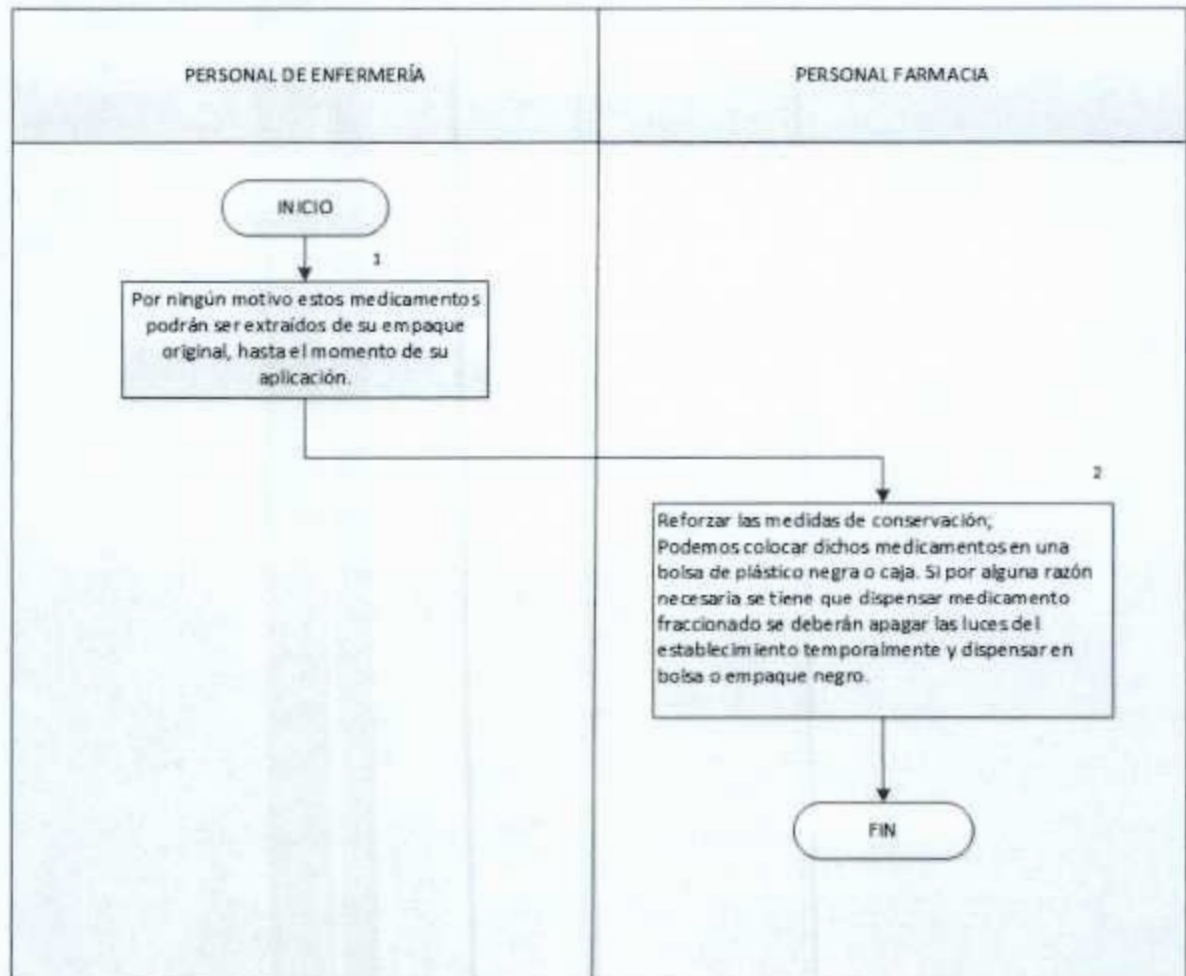 PERSONAL DE ENFERMERÍA
PERSONAL FARMACIA
INICIO
1
Por ningún motivo estos medicamentos
podrán ser extraídos de su empaque
original, hasta el momento de su
aplicación.
2
Reforzar las medidas de conservación;
Podemos colocar dichos medicamentos en una
bolsa de plástico negra o caja. Si por alguna razón
necesaria se tiene que dispensar medicamento
fraccionado se deberán apagar las luces del
establecimiento temporalmente y dispensar en
bolsa o empaque negro.
FIN